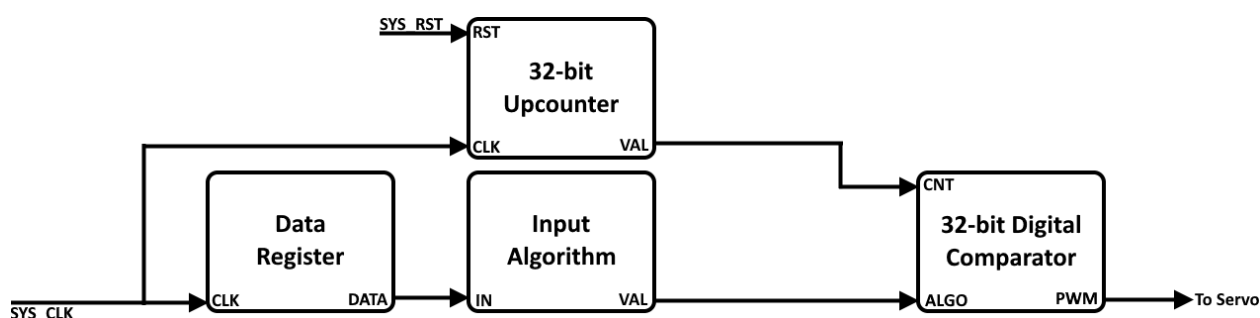 SYS_RST
RST
32-bit
Upcounter
CLK
VAL
Data
Register
CLK
DATA
Input
Algorithm
IN
VAL
CNT
32-bit Digital
Comparator
ALGO
PWM
To Servo
SYS_CLK